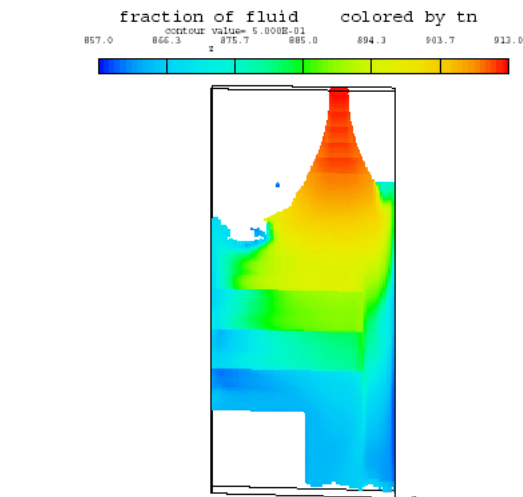 fraction of fluid colored by tn
contour value= 5.000E-01
857.0 866.3 875.7 885.0 894.3 903.7 913.0
z